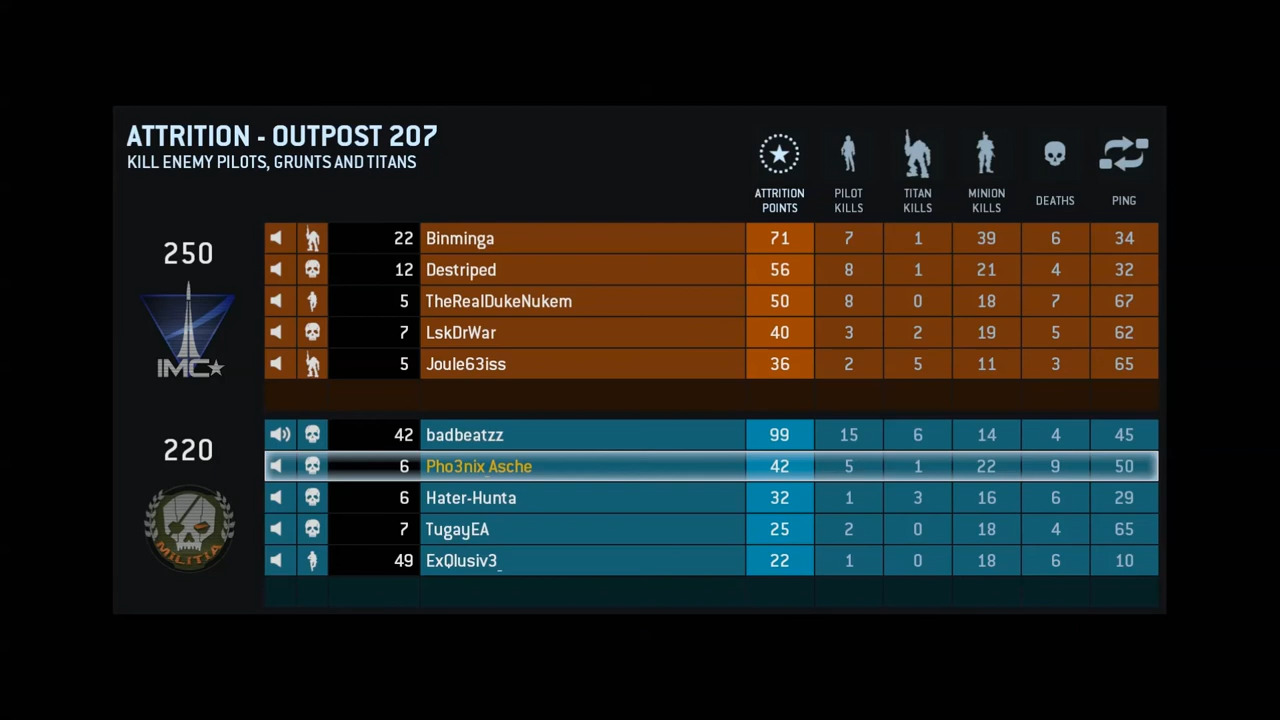 ATTRITION - OUTPOST 207
KILL ENEMY PILOTS, GRUNTS AND TITANS
ATTRITION POINTS PILOT KILLS TITAN KILLS MINION KILLS DEATHS PING
250
IMC
22 Binminga 71 7 1 39 6 34
12 Destriped 56 8 1 21 4 32
5 TheRealDukeNukem 50 8 0 18 7 67
7 LskDrWar 40 3 2 19 5 62
5 Joule63iss 36 2 5 11 3 65
220
MILITIA
42 badbeatzz 99 15 6 14 4 45
6 Pho3nix_Asche 42 5 1 22 9 50
6 Hater-Hunta 32 1 3 16 6 29
7 TugayEA 25 2 0 18 4 65
49 ExQlusiv3_ 22 1 0 18 6 10